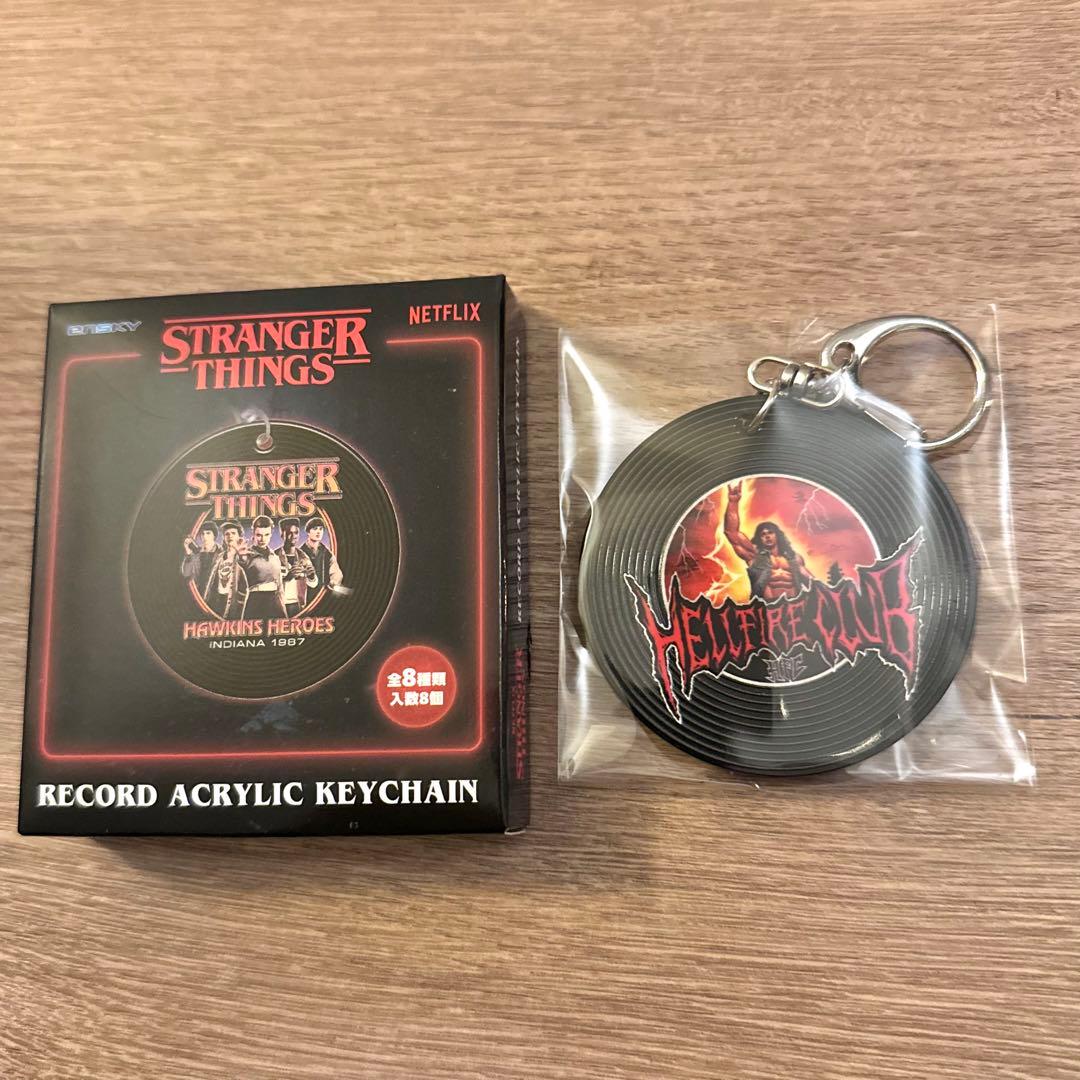 ensky
STRANGER
THINGS
NETFLIX
STRANGER
THINGS
HAWKINS HEROES
INDIANA 1987
全8種類
入数8個
RECORD ACRYLIC KEYCHAIN
HELLFIRE CLUB
HFC